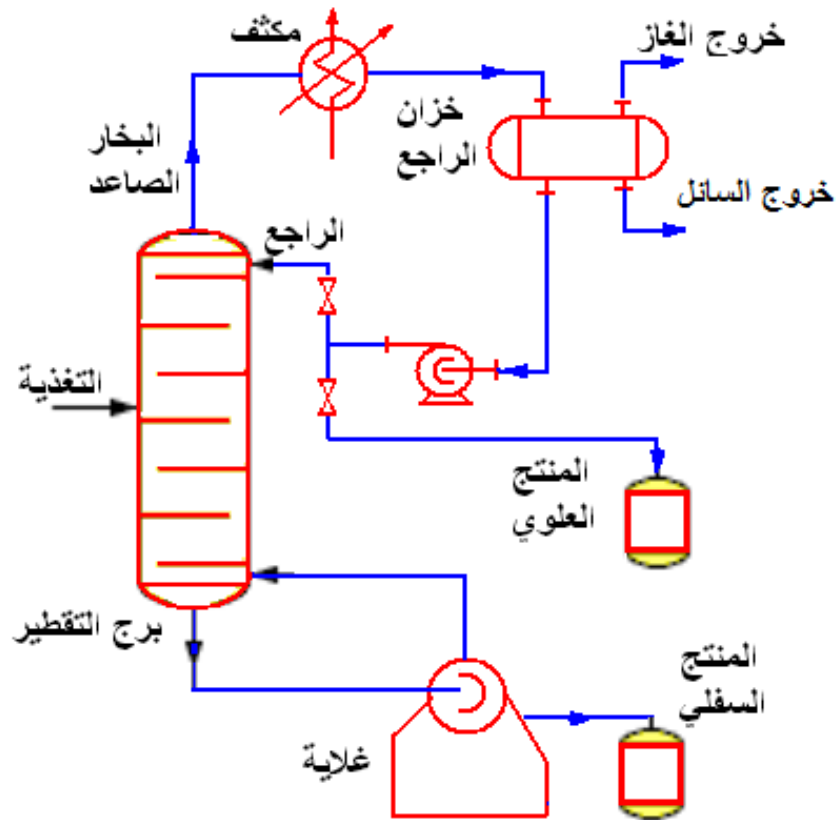 مكثف
خروج الغاز
خزان
الراجع
البخار
الصاعد
خروج السائل
الراجع
التغذية
المنتج
العلوي
برج التقطير
المنتج
السفلي
غلاية